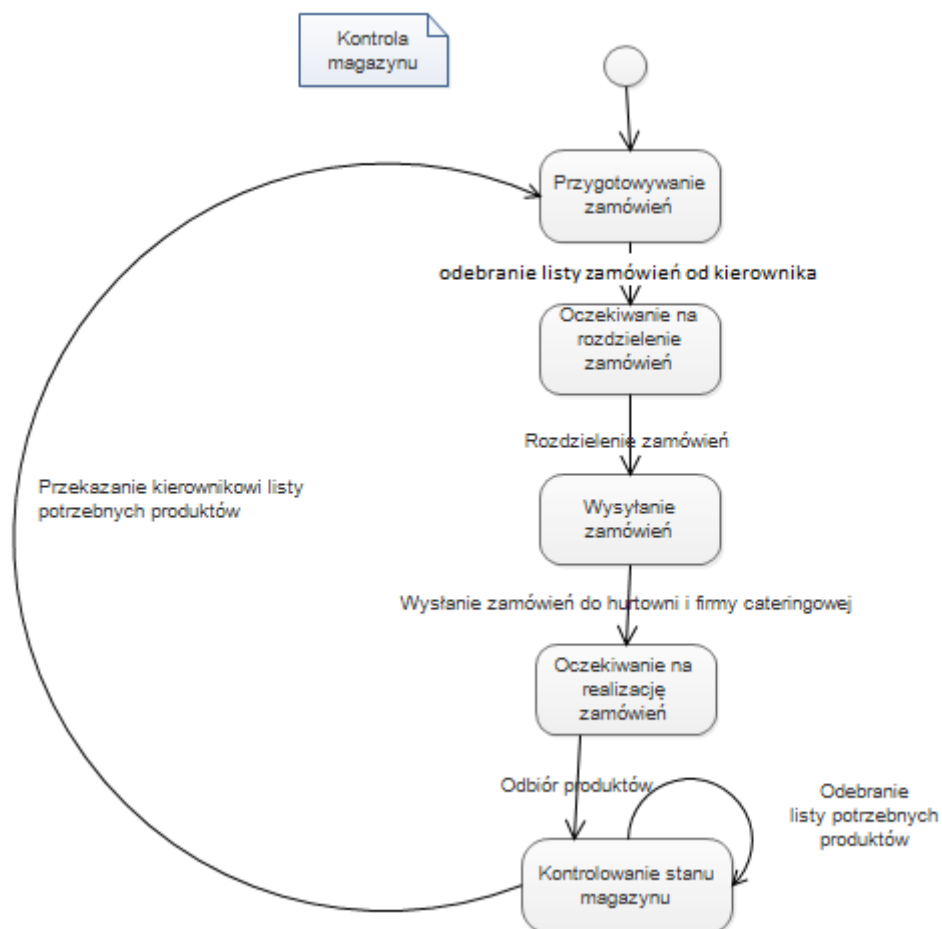 Kontrola
magazynu
Przygotowywanie
zamówień
odebranie listy zamówień od kierownika
Oczekiwanie na
rozdzielenie
zamówień
Rozdzielenie zamówień
Przekazanie kierownikowi listy
potrzebnych produktów
Wysyłanie
zamówień
Wysłanie zamówień do hurtowni i firmy cateringowej
Oczekiwanie na
realizację
zamówień
Odbiór produktów
Odebranie
listy potrzebnych
produktów
Kontrolowanie stanu
magazynu